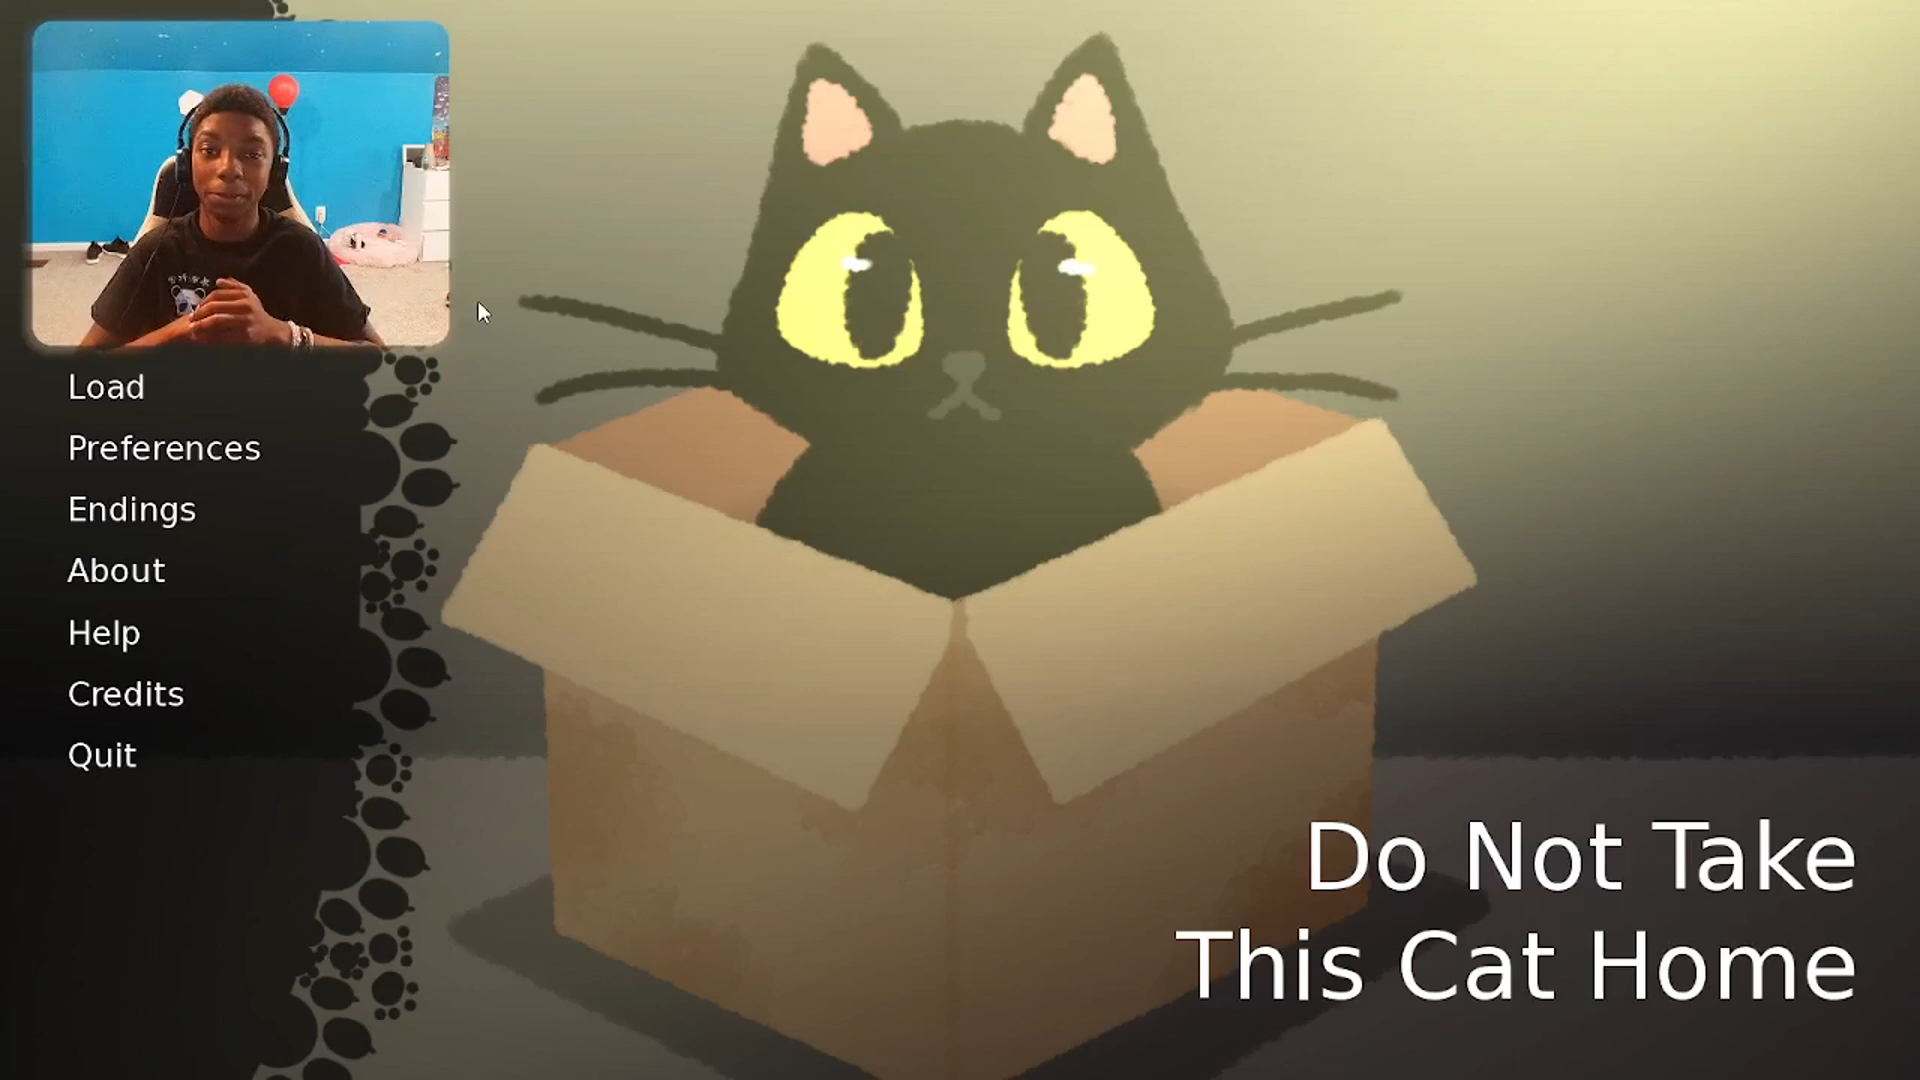 Load
Preferences
Endings
About
Help
Credits
Quit
Do Not Take
This Cat Home